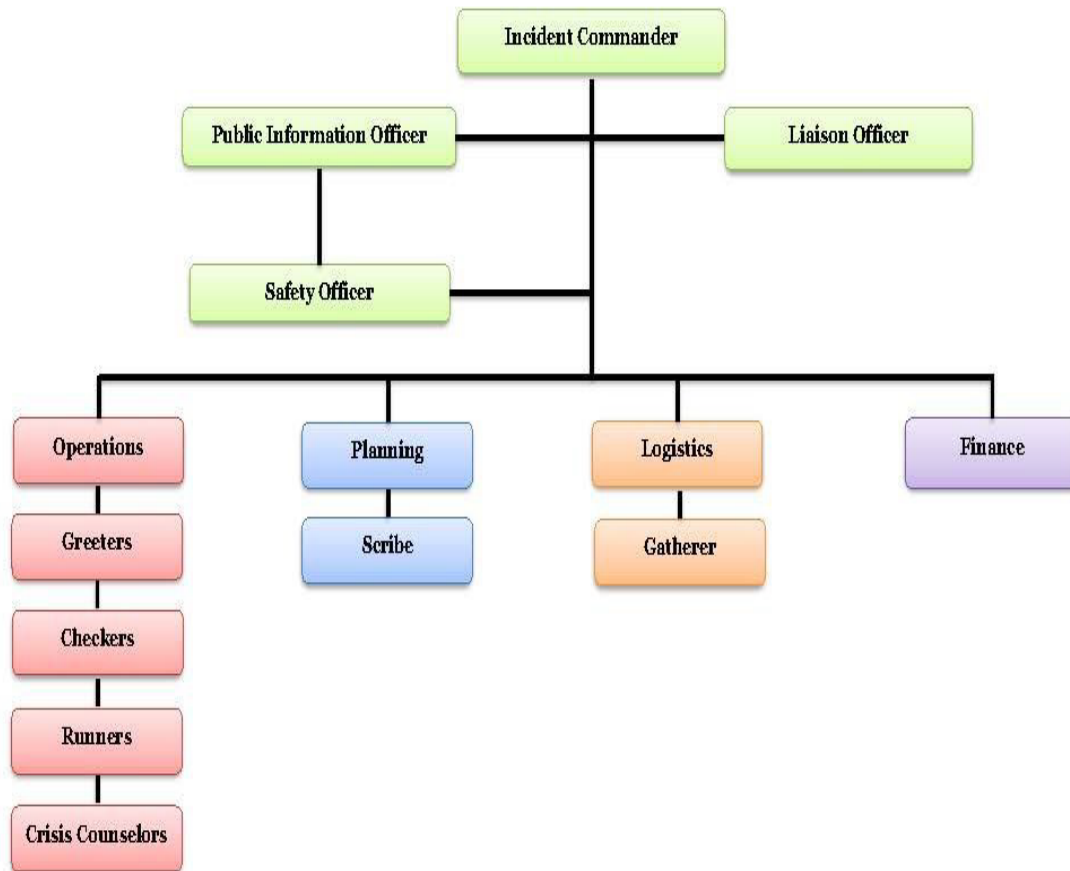 Incident Commander
Public Information Officer
Liaison Officer
Safety Officer
Operations
Planning
Logistics
Finance
Greeters
Scribe
Gatherer
Checkers
Runners
Crisis Counselors